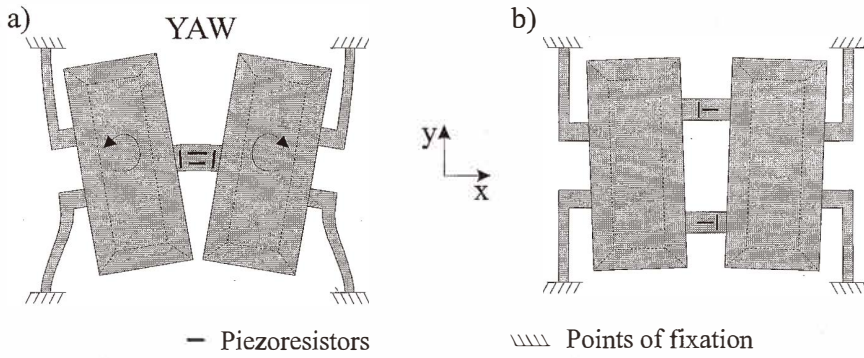 a)
YAW
b)
y
x
Piezoresistors
Points of fixation